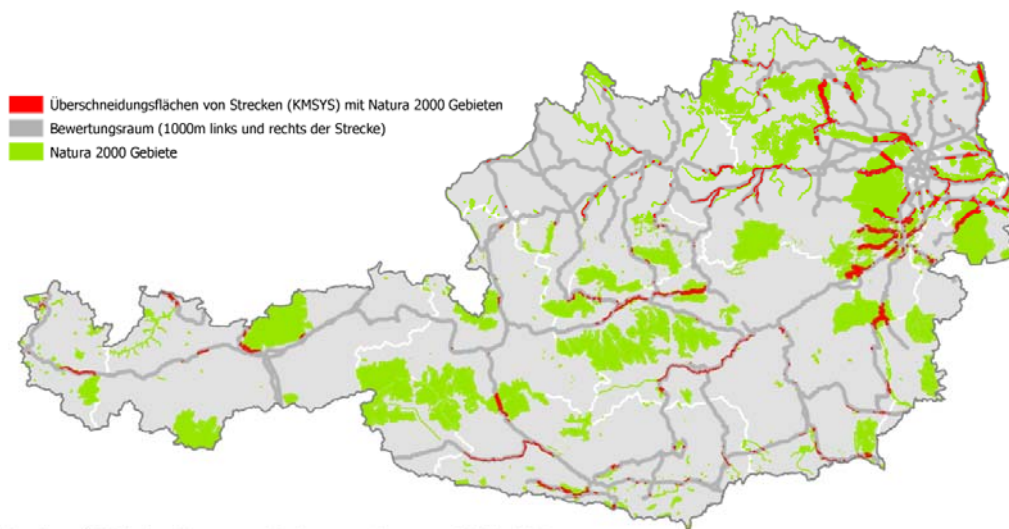 Überschneidungsflächen von Strecken (KMSYS) mit Natura 2000 Gebieten
Bewertungsraum (1000m links und rechts der Strecke)
Natura 2000 Gebiete